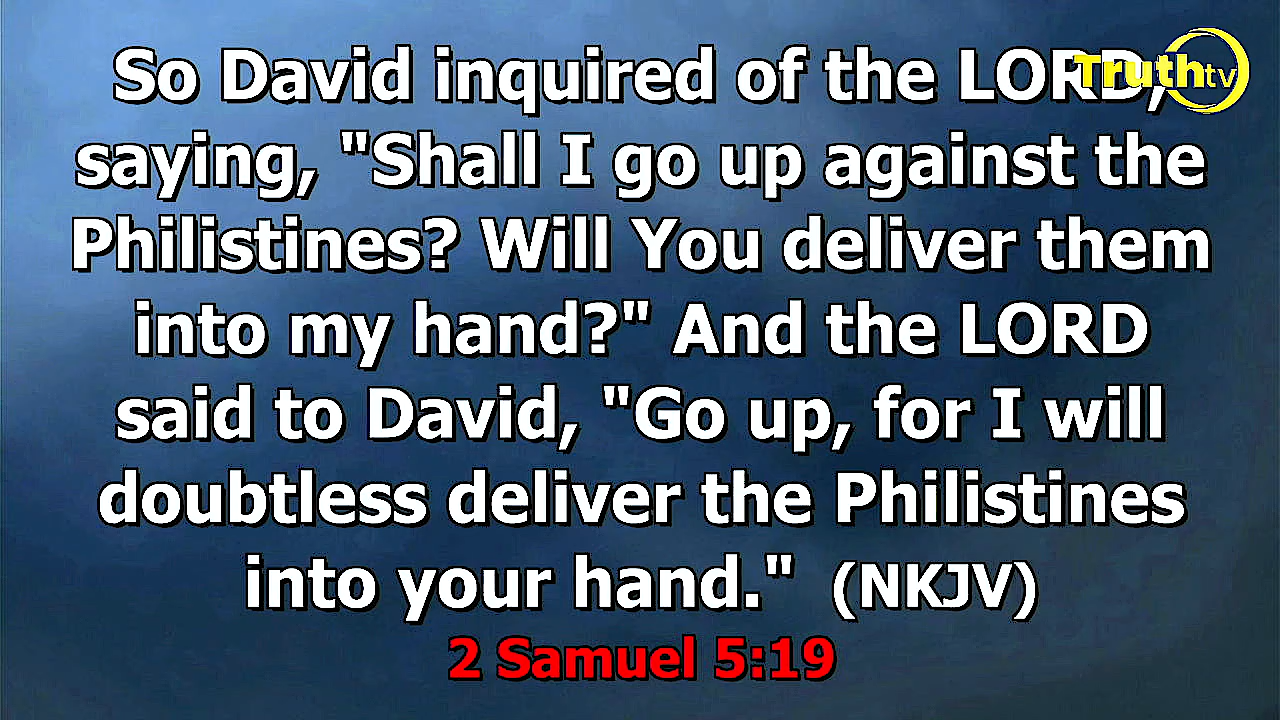 So David inquired of the LORD,
saying, "Shall I go up against the
Philistines? Will You deliver them
into my hand?" And the LORD
said to David, "Go up, for I will
doubtless deliver the Philistines
into your hand." (NKJV)
2 Samuel 5:19
Truthtv